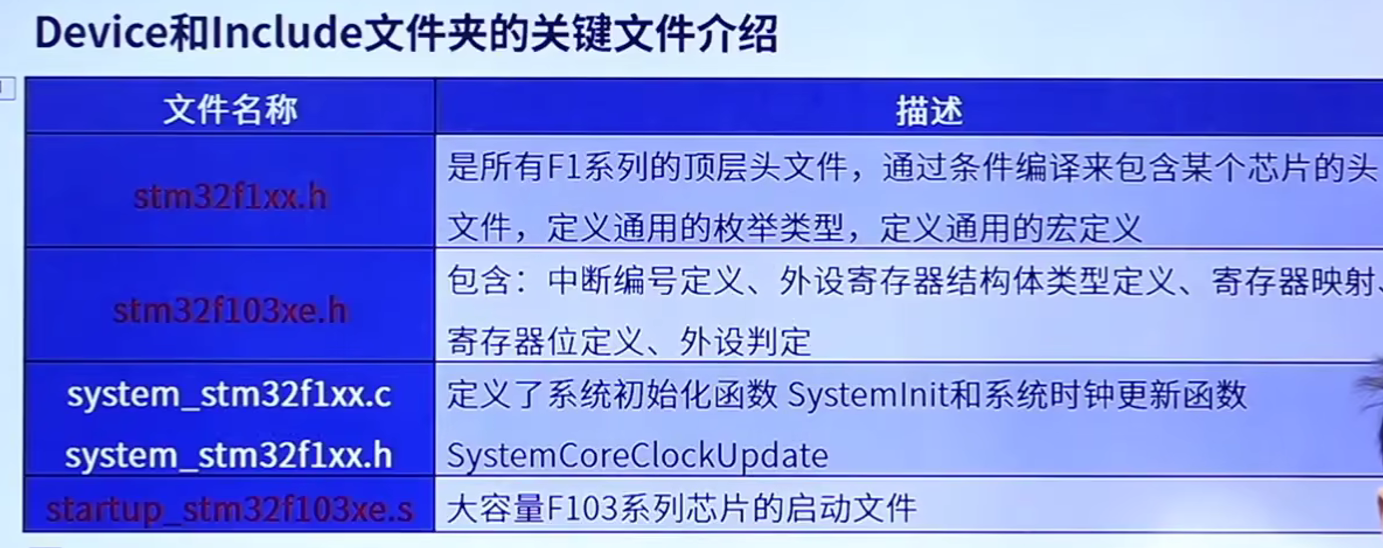 Device和Include文件夹的关键文件介绍
文件名称
描述
stm32f1xx.h
是所有F1系列的顶层头文件，通过条件编译来包含某个芯片的头
文件，定义通用的枚举类型，定义通用的宏定义
stm32f103xe.h
包含：中断编号定义、外设寄存器结构体类型定义、寄存器映射、
寄存器位定义、外设判定
system_stm32f1xx.c
system_stm32f1xx.h
定义了系统初始化函数 SystemInit和系统时钟更新函数
SystemCoreClockUpdate
startup_stm32f103xe.s
大容量F103系列芯片的启动文件